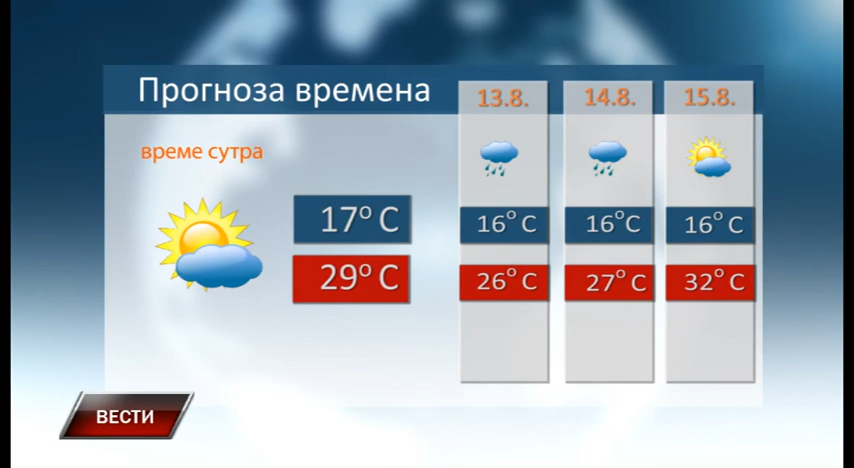 Прогноза времена
време сутра
17° C
29° C
13.8.
16° C
26° C
14.8.
16°C
27° C
15.8.
16° C
32° C
ВЕСТИ